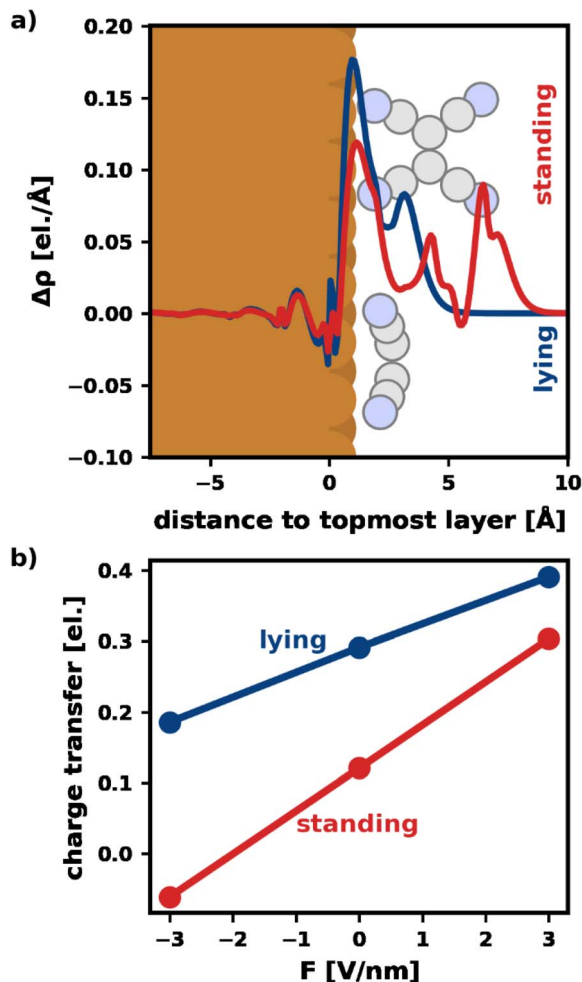 a)
0.20
0.15
0.10
0.05
0.00
−0.05
−0.10
Δρ [el./Å]
standing
lying
−5
0
5
10
distance to topmost layer [Å]
b)
0.4
0.3
0.2
0.1
0.0
charge transfer [el.]
lying
standing
−3
−2
−1
0
1
2
3
F [V/nm]